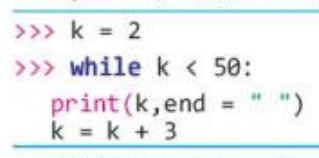 >>> k = 2
>>> while k < 50:
print(k,end = " ")
k = k + 3